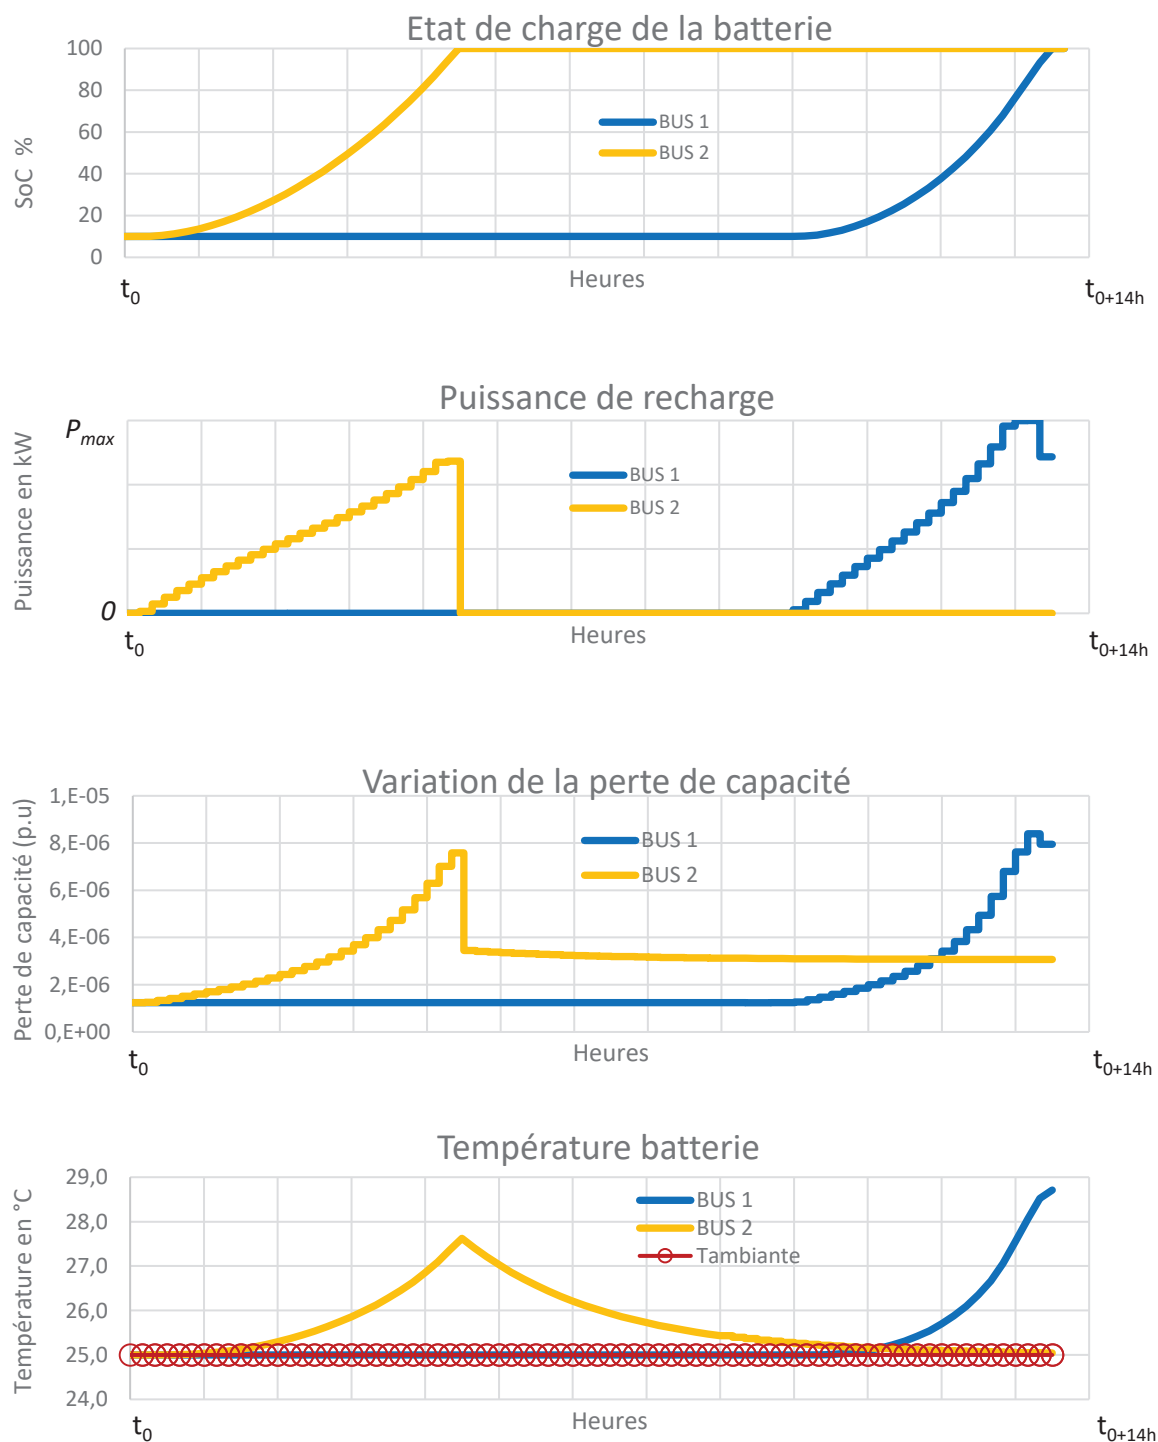 Etat de charge de la batterie
SoC %
100
80
60
40
20
0
BUS 1
BUS 2
Heures
t0
t0+14h
Puissance de recharge
Puissance en kW
Pmax
0
BUS 1
BUS 2
Heures
t0
t0+14h
Variation de la perte de capacité
Perte de capacité (p.u)
1,E-05
8,E-06
6,E-06
4,E-06
2,E-06
0,E+00
BUS 1
BUS 2
Heures
t0
t0+14h
Température batterie
Température en °C
29,0
28,0
27,0
26,0
25,0
24,0
BUS 1
BUS 2
Tambiante
Heures
t0
t0+14h